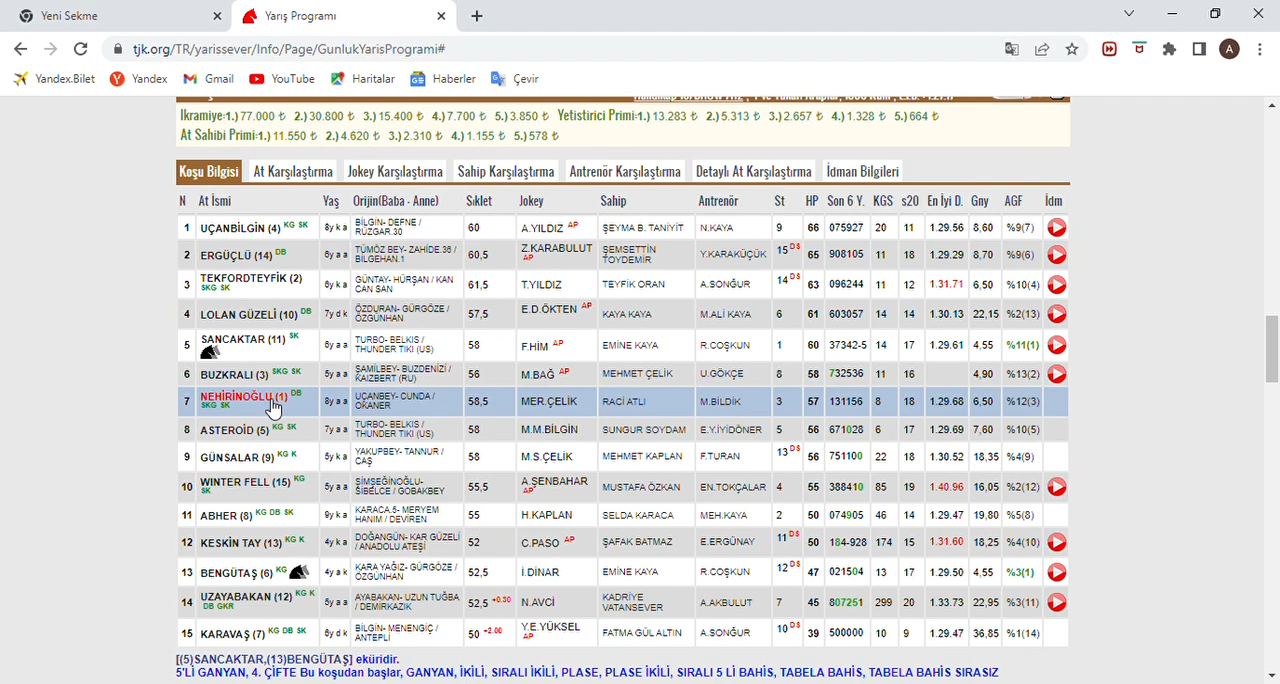 Yeni Sekme
Yarış Programı
tjk.org/TR/yarissever/Info/Page/GunlukYarisProgrami#
A
Yandex.Bilet Yandex Gmail YouTube Haritalar Haberler Çevir
İkramiye:1.) 77.000 ₺ 2.) 30.800 ₺ 3.) 15.400 ₺ 4.) 7.700 ₺ 5.) 3.850 ₺ Yetistirici Primi:1.) 13.283 ₺ 2.) 5.313 ₺ 3.) 2.657 ₺ 4.) 1.328 ₺ 5.) 664 ₺
At Sahibi Primi:1.) 11.550 ₺ 2.) 4.620 ₺ 3.) 2.310 ₺ 4.) 1.155 ₺ 5.) 578 ₺
Koşu Bilgisi At Karşılaştırma Jokey Karşılaştırma Sahip Karşılaştırma Antrenör Karşılaştırma Detaylı At Karşılaştırma İdman Bilgileri
N At İsmi Yaş Orijin(Baba - Anne) Sıklet Jokey Sahip Antrenör St HP Son 6 Y. KGS s20 En İyi D. Gny AGF İdm
1 UÇANBİLGİN (4) KG SK 8y k a BİLGİN- DEFNE / RÜZGAR.30 60 A.YILDIZ AP ŞEYMA B. TANİYİT N.KAYA 9 66 075927 20 11 1.29.56 8,60 %9(7)
2 ERGÜÇLÜ (14) DB 6y a a TÜMÖZ BEY- ZAHİDE.36 / BİLGEHAN.1 60,5 Z.KARABULUT AP ŞEMSETTİN TOYDEMİR Y.KARAKÜÇÜK 15 DS 65 908105 11 18 1.29.29 8,70 %9(6)
3 TEKFORDTEYFİK (2) SKG SK 6y k a GÜNTAY- HÜRŞAN / KAN CAN SAN 61,5 T.YILDIZ TEYFİK ORAN A.SONĞUR 14 DS 63 096244 11 12 1.31.71 6,50 %10(4)
4 LOLAN GÜZELİ (10) DB 7y d k ÖZDURAN- GÜRGÖZE / ÖZGÜNHAN 57,5 E.D.ÖKTEN AP KAYA KAYA M.ALİ KAYA 6 61 603057 14 14 1.30.13 22,15 %2(13)
5 SANCAKTAR (11) SK 6y a a TURBO- BELKIS / THUNDER TIKI (US) 58 F.HİM AP EMİNE KAYA R.COŞKUN 1 60 37342-5 14 17 1.29.61 4,55 %11(1)
6 BUZKRALI (3) SKG SK 5y a a ŞAMİLBEY- BUZDENİZİ / KAIZBERT (RU) 56 M.BAĞ AP MEHMET ÇELİK U.GÖKÇE 8 58 732536 11 16 4,90 %13(2)
7 NEHİRİNOĞLU (1) DB SKG SK 8y a a UÇANBEY- CUNDA / OKANER 58,5 MER.ÇELİK RACİ ATLI M.BİLDİK 3 57 131156 8 18 1.29.68 6,50 %12(3)
8 ASTEROİD (5) KG SK 7y a a TURBO- BELKIS / THUNDER TIKI (US) 58 M.M.BİLGİN SUNGUR SOYDAM E.Y.İYİDÖNER 5 56 671028 6 17 1.29.69 7,60 %10(5)
9 GÜNSALAR (9) KG K 5y k a YAKUPBEY- TANNUR / CAŞ 58 M.S.ÇELİK MEHMET KAPLAN F.TURAN 13 DS 56 751100 22 18 1.30.52 18,35 %4(9)
10 WINTER FELL (15) KG SK 5y a a ŞİMŞEĞİNOĞLU- SİBELCE / GOBAKBEY 55,5 A.ŞENBAHAR AP MUSTAFA ÖZKAN EN.TOKÇALAR 4 55 388410 85 19 1.40.96 16,05 %2(12)
11 ABHER (8) KG DB SK 9y k a KARACA.5- MERYEM HANIM / DEVİREN 55 H.KAPLAN SELDA KARACA MEH.KAYA 2 50 074905 46 14 1.29.47 19,80 %5(8)
12 KESKİN TAY (13) KG K 4y k a DOĞANGÜN- KAR GÜZELİ / ANADOLU ATEŞİ 52 C.PASO AP ŞAFAK BATMAZ E.ERGÜNAY 11 DS 50 184-928 174 15 1.31.60 18,25 %4(10)
13 BENGÜTAŞ (6) KG 4y a k KARA YAĞIZ- GÜRGÖZE / ÖZGÜNHAN 52,5 İ.DİNAR EMİNE KAYA R.COŞKUN 12 DS 47 021504 13 17 1.29.50 4,55 %3(1)
14 UZAYABAKAN (12) KG K DB GKR 5y a a AYABAKAN- UZUN TUĞBA / DEMİRKAZIK 52,5 +0.30 N.AVCİ KADRİYE VATANSEVER A.AKBULUT 7 45 807251 299 20 1.33.73 22,95 %3(11)
15 KARAVAŞ (7) KG DB SK 6y d k BİLGİN- MENENGİÇ / ANTEPLİ 50 +2.00 Y.E.YÜKSEL AP FATMA GÜL ALTIN A.SONĞUR 10 DS 39 500000 10 9 1.29.47 36,85 %1(14)
[(5)SANCAKTAR,(13)BENGÜTAŞ] eküridir.
5'Lİ GANYAN, 4. ÇİFTE Bu koşudan başlar, GANYAN, İKİLİ, SIRALI İKİLİ, PLASE, PLASE İKİLİ, SIRALI 5 Lİ BAHİS, TABELA BAHİS, TABELA BAHİS SIRASIZ